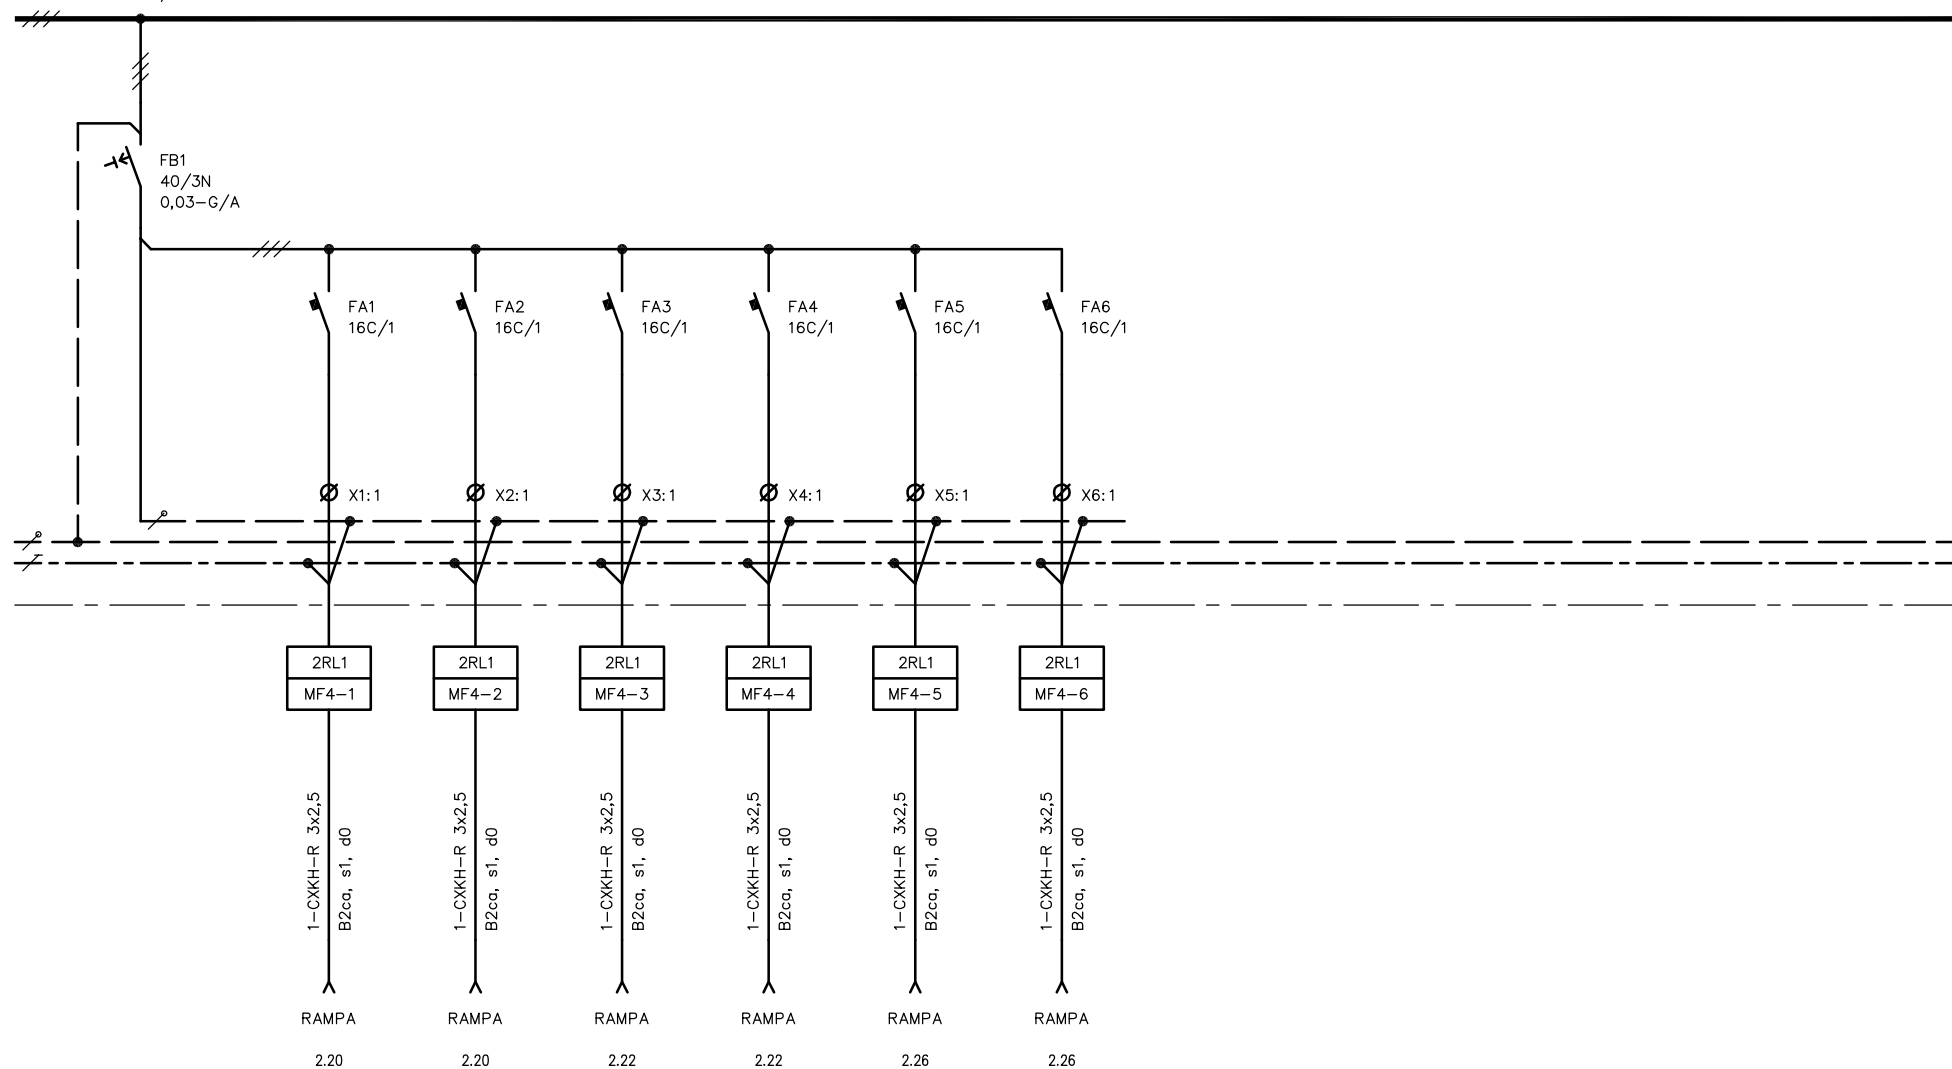 FB1
40/3N
0,03-G/A
FA1
16C/1
FA2
16C/1
FA3
16C/1
FA4
16C/1
FA5
16C/1
FA6
16C/1
X1:1
X2:1
X3:1
X4:1
X5:1
X6:1
2RL1
MF4-1
2RL1
MF4-2
2RL1
MF4-3
2RL1
MF4-4
2RL1
MF4-5
2RL1
MF4-6
1-CXKH-R 3x2,5
B2ca, s1, d0
1-CXKH-R 3x2,5
B2ca, s1, d0
1-CXKH-R 3x2,5
B2ca, s1, d0
1-CXKH-R 3x2,5
B2ca, s1, d0
1-CXKH-R 3x2,5
B2ca, s1, d0
1-CXKH-R 3x2,5
B2ca, s1, d0
RAMPA
2.20
RAMPA
2.20
RAMPA
2.22
RAMPA
2.22
RAMPA
2.26
RAMPA
2.26